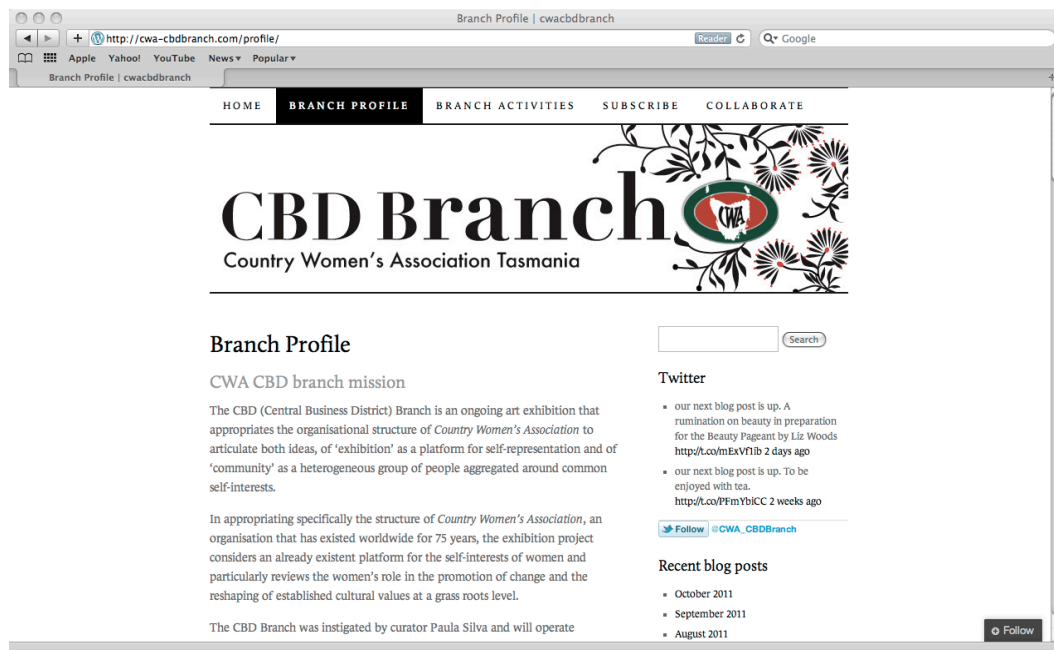 Branch Profile | cwacbdbranch
http://cwa-cbdbranch.com/profile/
Reader
Google
Apple Yahoo! YouTube News Popular
Branch Profile | cwacbdbranch
HOME BRANCH PROFILE BRANCH ACTIVITIES SUBSCRIBE COLLABORATE
CBD Branch
CWA
Country Women's Association Tasmania
Branch Profile
CWA CBD branch mission
The CBD (Central Business District) Branch is an ongoing art exhibition that
appropriates the organisational structure of Country Women's Association to
articulate both ideas, of ‘exhibition’ as a platform for self-representation and of
‘community’ as a heterogeneous group of people aggregated around common
self-interests.
In appropriating specifically the structure of Country Women's Association, an
organisation that has existed worldwide for 75 years, the exhibition project
considers an already existent platform for the self-interests of women and
particularly reviews the women's role in the promotion of change and the
reshaping of established cultural values at a grass roots level.
The CBD Branch was instigated by curator Paula Silva and will operate
Search
Twitter
our next blog post is up. A
rumination on beauty in preparation
for the Beauty Pageant by Liz Woods
http://t.co/mExVf1ib 2 days ago
our next blog post is up. To be
enjoyed with tea.
http://t.co/PFmYbiCC 2 weeks ago
Follow @CWA_CBDBranch
Recent blog posts
October 2011
September 2011
August 2011
Follow